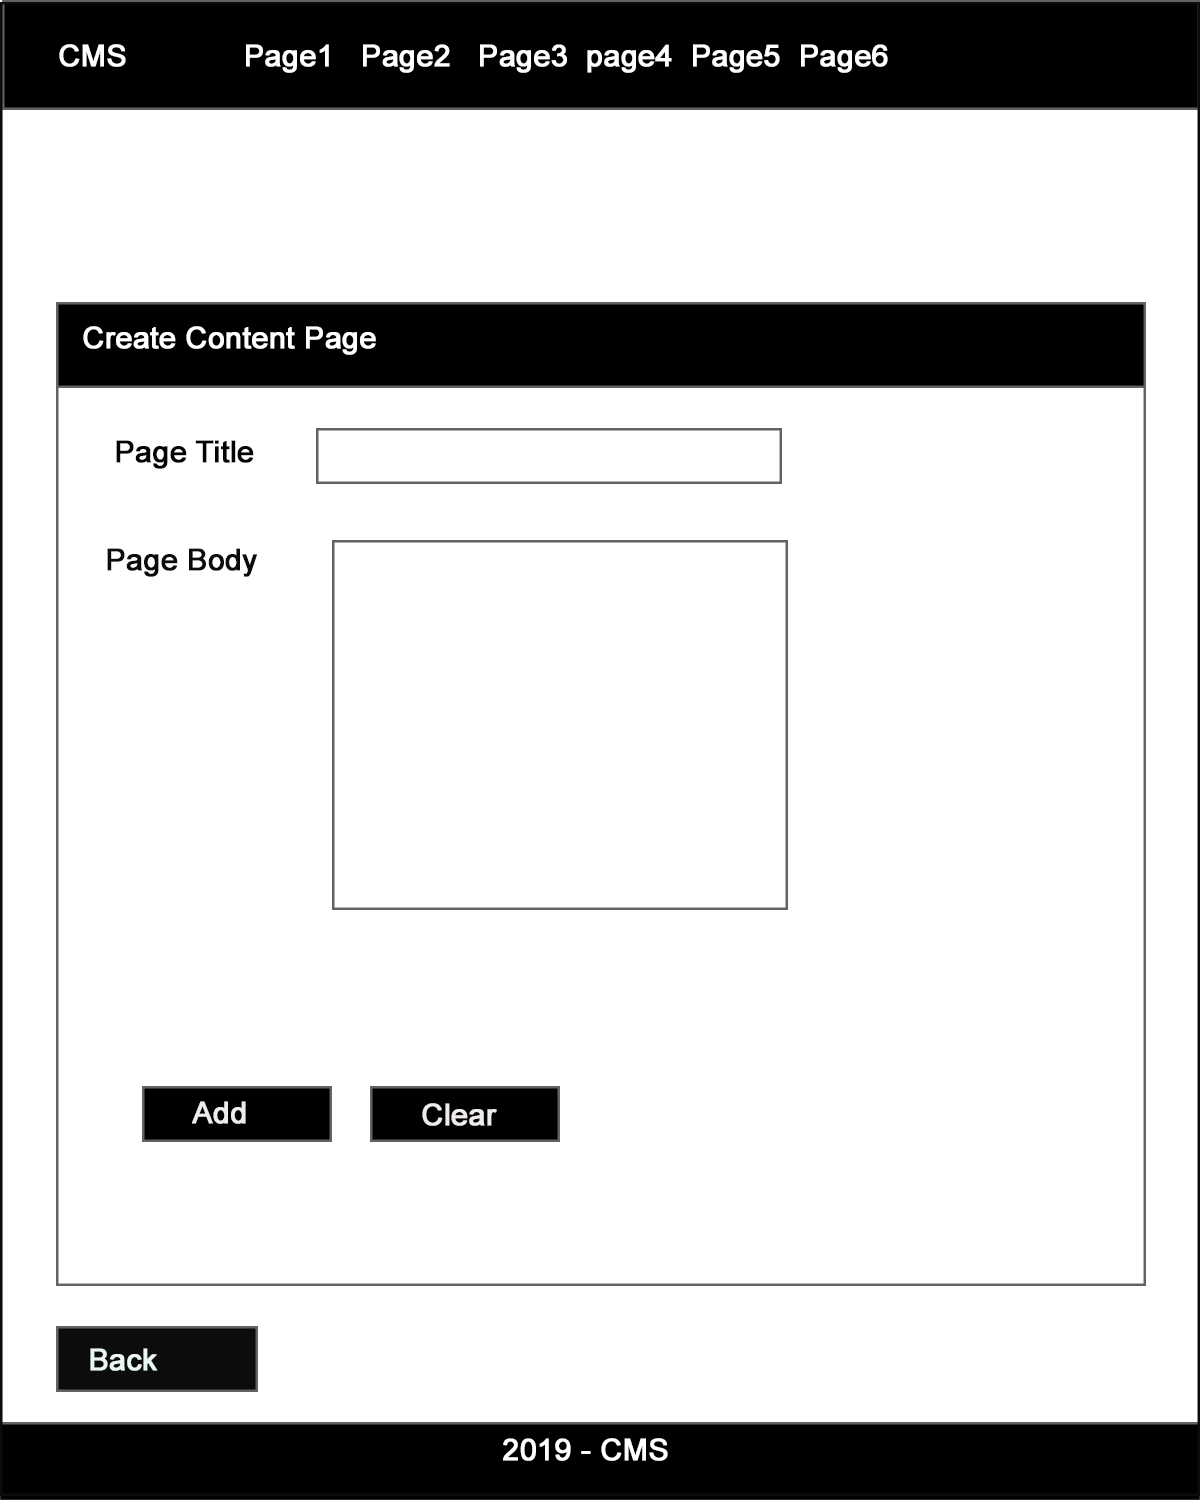 CMS Page1 Page2 Page3 page4 Page5 Page6
Create Content Page
Page Title
Page Body
Add Clear
Back
2019 - CMS